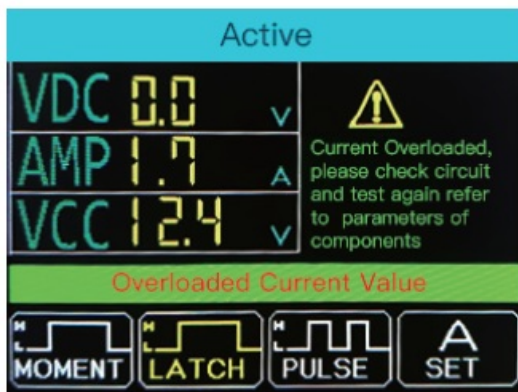 Active
VDC 0.0 V
AMP 1.7 A
VCC 12.4 V
Current Overloaded,
please check circuit
and test again refer
to parameters of
components
Overloaded Current Value
H
L
MOMENT
H
L
LATCH
H
L
PULSE
A
SET